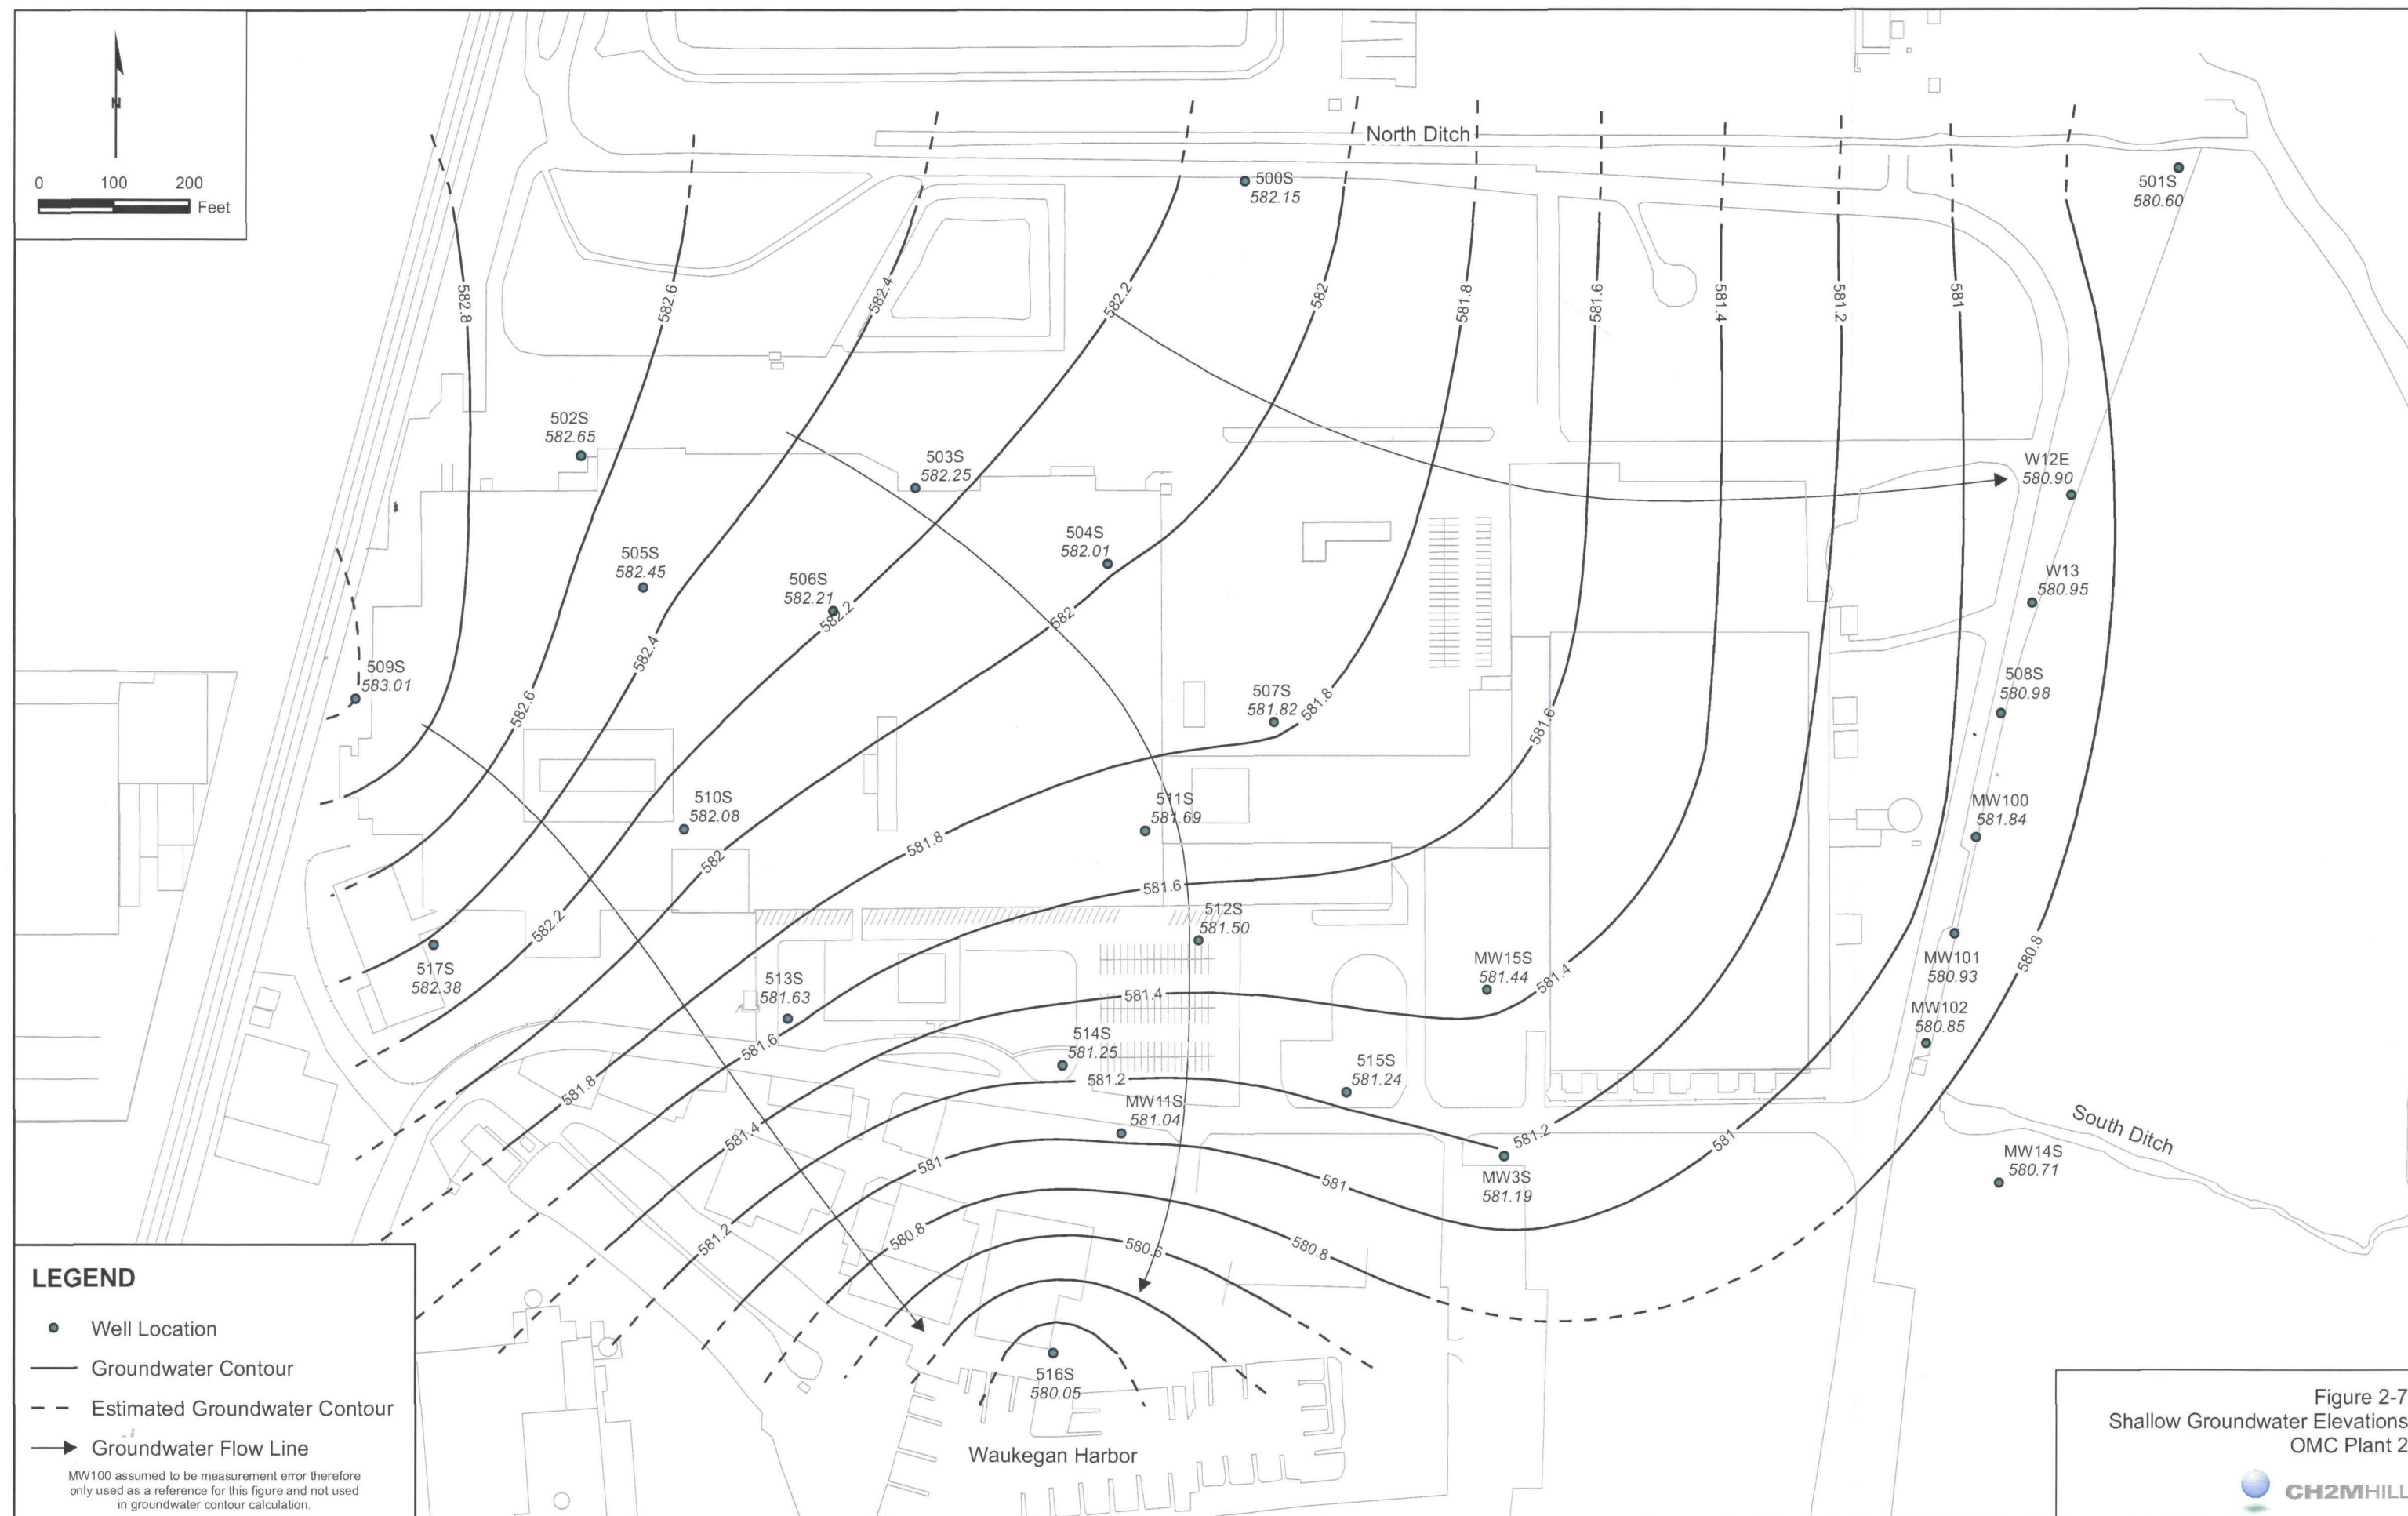 N
0 100 200
Feet
North Ditch
500S
582.15
501S
580.60
582.8
582.6
582.4
582.2
582
581.8
581.6
581.4
581.2
581
502S
582.65
503S
582.25
W12E
580.90
504S
582.01
505S
582.45
506S
582.21
582.2
W13
580.95
582
582.4
509S
583.01
508S
580.98
507S
581.82
581.8
582.6
581.6
510S
582.08
511S
581.69
MW100
581.84
581.8
582
581.6
512S
581.50
582.2
517S
582.38
513S
581.63
MW15S
581.44
581.4
MW101
580.93
580.8
581.4
MW102
580.85
581.6
514S
581.25
515S
581.24
581.2
581.8
MW11S
581.04
South Ditch
581.4
581.2
581
MW3S
581.19
MW14S
580.71
581
581
581.2
580.8
580.6
580.8
516S
580.05
Waukegan Harbor
LEGEND
Well Location
Groundwater Contour
Estimated Groundwater Contour
Groundwater Flow Line
MW100 assumed to be measurement error therefore
only used as a reference for this figure and not used
in groundwater contour calculation.
Figure 2-7
Shallow Groundwater Elevations
OMC Plant 2
CH2MHILL